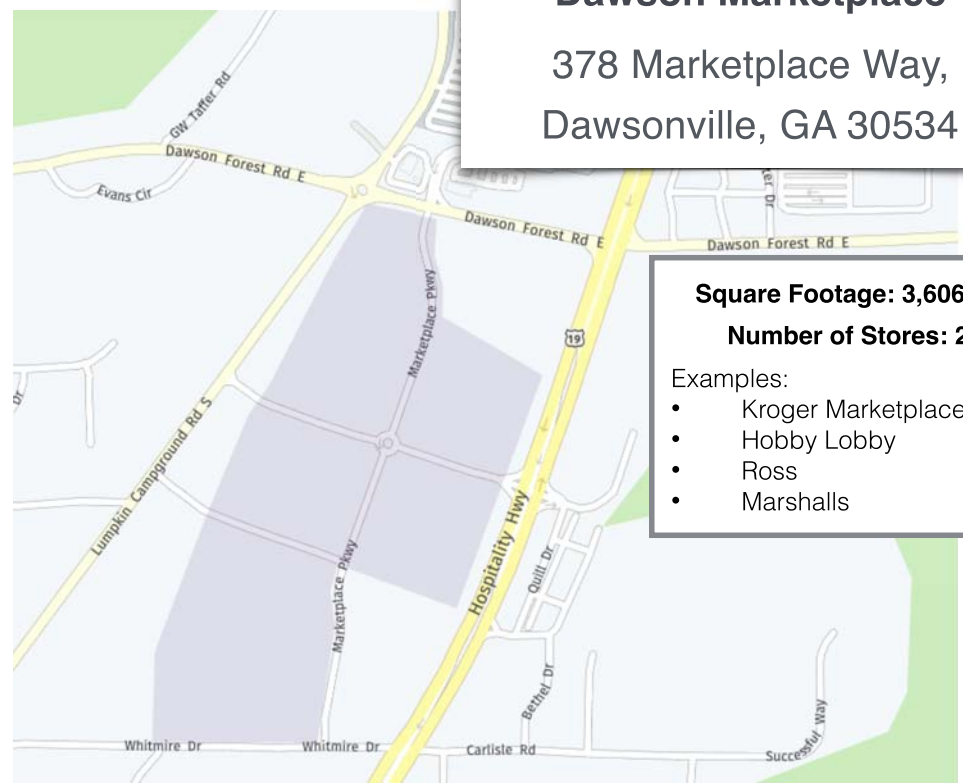 Dawson Marketplace
378 Marketplace Way,
Dawsonville, GA 30534
GW Taffer Rd
Dawson Forest Rd E
Evans Cir
Dawson Forest Rd E
Dawson Forest Rd E
Marketplace Pkwy
19
Square Footage: 3,606
Number of Stores: 2
Examples:
• Kroger Marketplace
• Hobby Lobby
• Ross
• Marshalls
Dr
Lumpkin Campground Rd S
Hospitality Hwy
Quill Dr
Marketplace Pkwy
Bethel Dr
Whitmire Dr
Whitmire Dr
Carlisle Rd
Successful Way